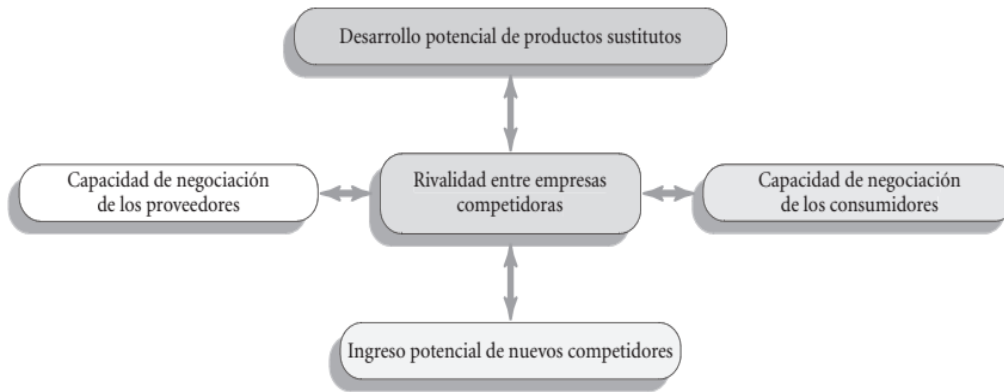 Desarrollo potencial de productos sustitutos
Capacidad de negociación
de los proveedores
Rivalidad entre empresas
competidoras
Capacidad de negociación
de los consumidores
Ingreso potencial de nuevos competidores